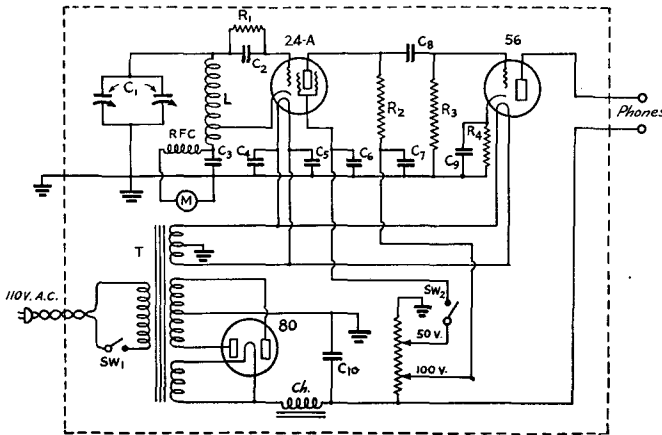 R1
24-A
C8
56
C1
C2
L
R2
R3
Phones
RFC
C3
C4
C5
C6
C7
C9
R4
M
T
110V. A.C.
SW1
80
C10
SW2
50 V.
100 V.
Ch.